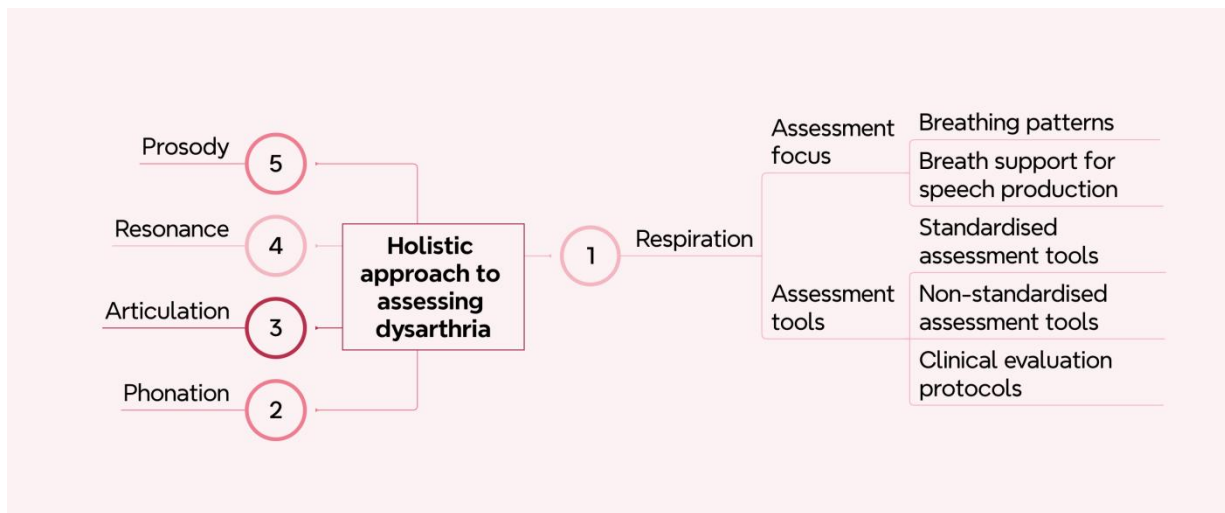 Holistic
approach to
assessing
dysarthria
1
Respiration
Assessment
focus
Breathing patterns
Breath support for
speech production
Assessment
tools
Standardised
assessment tools
Non-standardised
assessment tools
Clinical evaluation
protocols
2
Phonation
3
Articulation
4
Resonance
5
Prosody